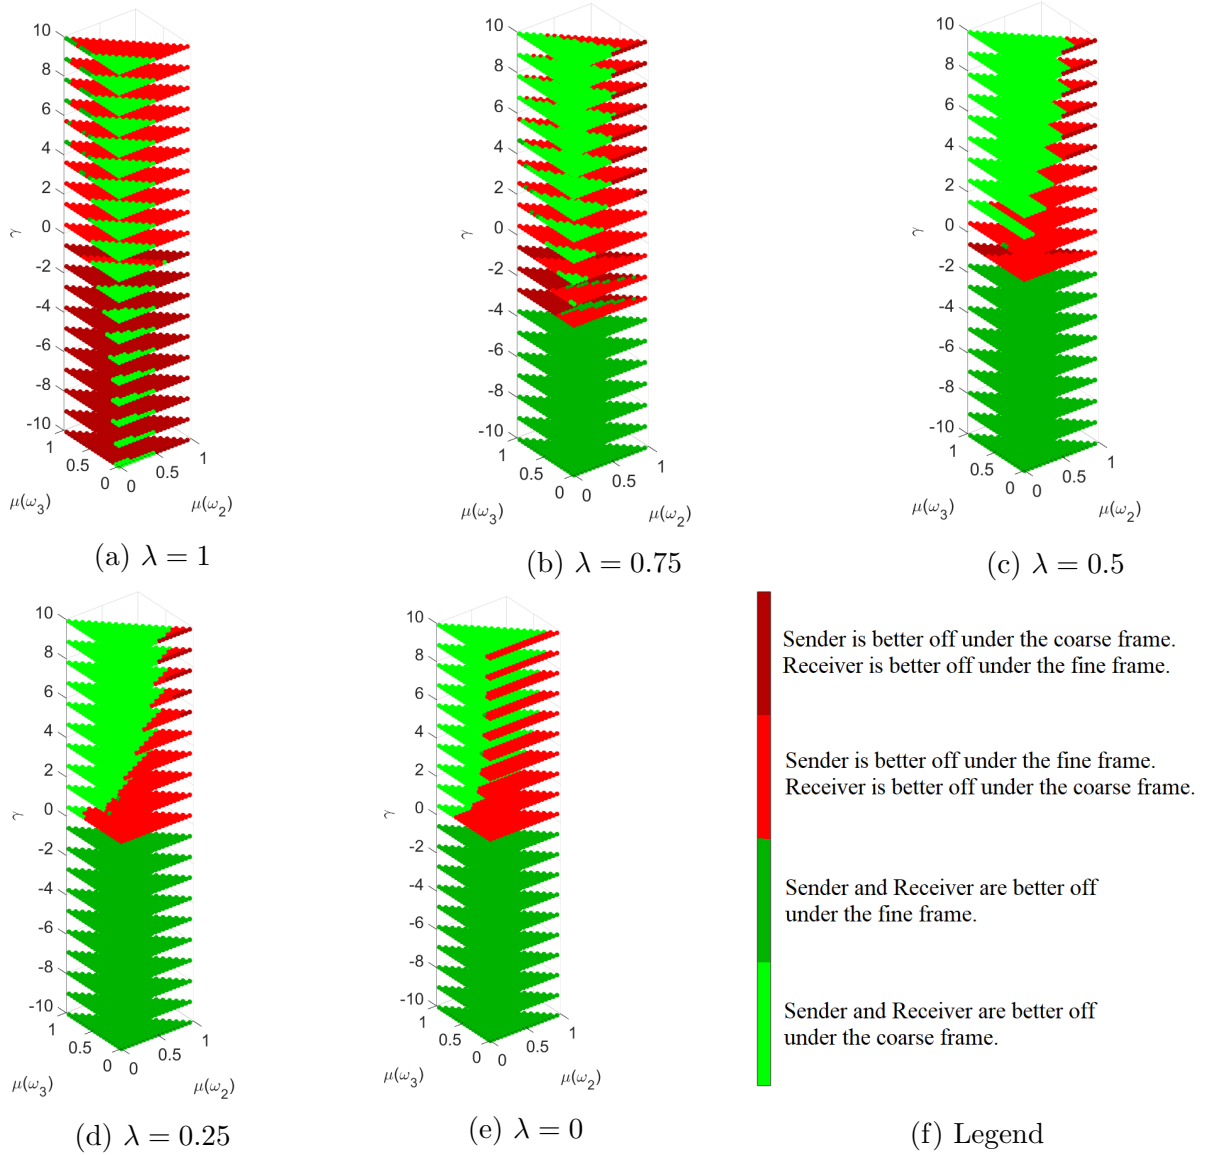 10
8
6
4
2
0
-2
-4
-6
-8
-10
γ
1
0.5
0
0
0.5
1
μ(ω3)
μ(ω2)
(a) λ = 1
10
8
6
4
2
0
-2
-4
-6
-8
-10
γ
1
0.5
0
0
0.5
1
μ(ω3)
μ(ω2)
(b) λ = 0.75
10
8
6
4
2
0
-2
-4
-6
-8
-10
γ
1
0.5
0
0
0.5
1
μ(ω3)
μ(ω2)
(c) λ = 0.5
10
8
6
4
2
0
-2
-4
-6
-8
-10
γ
1
0.5
0
0
0.5
1
μ(ω3)
μ(ω2)
(d) λ = 0.25
10
8
6
4
2
0
-2
-4
-6
-8
-10
γ
1
0.5
0
0
0.5
1
μ(ω3)
μ(ω2)
(e) λ = 0
Sender is better off under the coarse frame.
Receiver is better off under the fine frame.
Sender is better off under the fine frame.
Receiver is better off under the coarse frame.
Sender and Receiver are better off
under the fine frame.
Sender and Receiver are better off
under the coarse frame.
(f) Legend